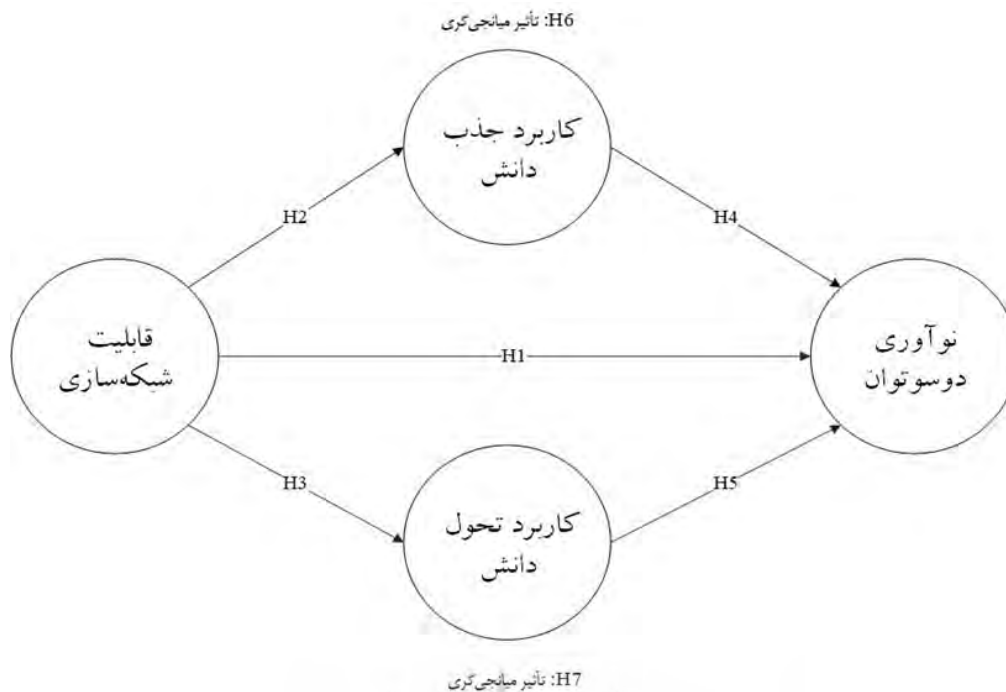 H6: تأثیر میانجی‌گری
کاربرد جذب
دانش
H2
H4
قابلیت
شبکه‌سازی
H1
نوآوری
دوسوتوان
H3
H5
کاربرد تحول
دانش
H7: تأثیر میانجی‌گری